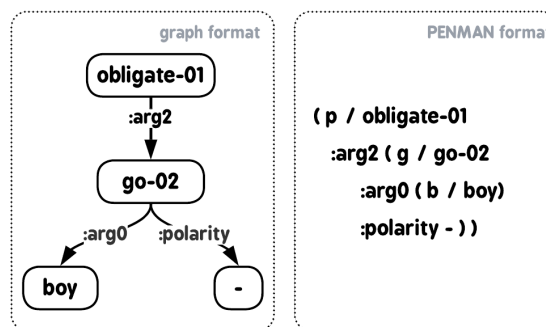 graph format
obligate-01
:arg2
go-02
:arg0 :polarity
boy -
PENMAN forma
( p / obligate-01
:arg2 ( g / go-02
:arg0 ( b / boy)
:polarity - ) )